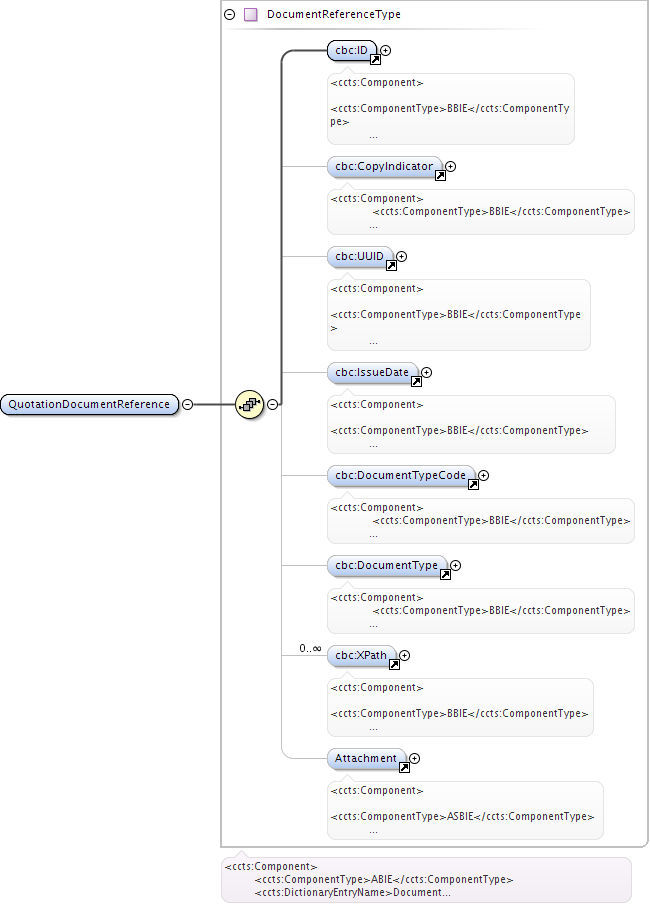 DocumentReferenceType
cbc:ID
<ccts:Component>
<ccts:ComponentType>BBIE</ccts:ComponentTy
pe>
...
cbc:CopyIndicator
<ccts:Component>
<ccts:ComponentType>BBIE</ccts:ComponentType>
...
cbc:UUID
<ccts:Component>
<ccts:ComponentType>BBIE</ccts:ComponentType
>
...
cbc:IssueDate
<ccts:Component>
<ccts:ComponentType>BBIE</ccts:ComponentType>
...
QuotationDocumentReference
cbc:DocumentTypeCode
<ccts:Component>
<ccts:ComponentType>BBIE</ccts:ComponentType>
...
cbc:DocumentType
<ccts:Component>
<ccts:ComponentType>BBIE</ccts:ComponentType>
...
0..∞
cbc:XPath
<ccts:Component>
<ccts:ComponentType>BBIE</ccts:ComponentType>
...
Attachment
<ccts:Component>
<ccts:ComponentType>ASBIE</ccts:ComponentType>
...
<ccts:Component>
<ccts:ComponentType>ABIE</ccts:ComponentType>
<ccts:DictionaryEntryName>Document...